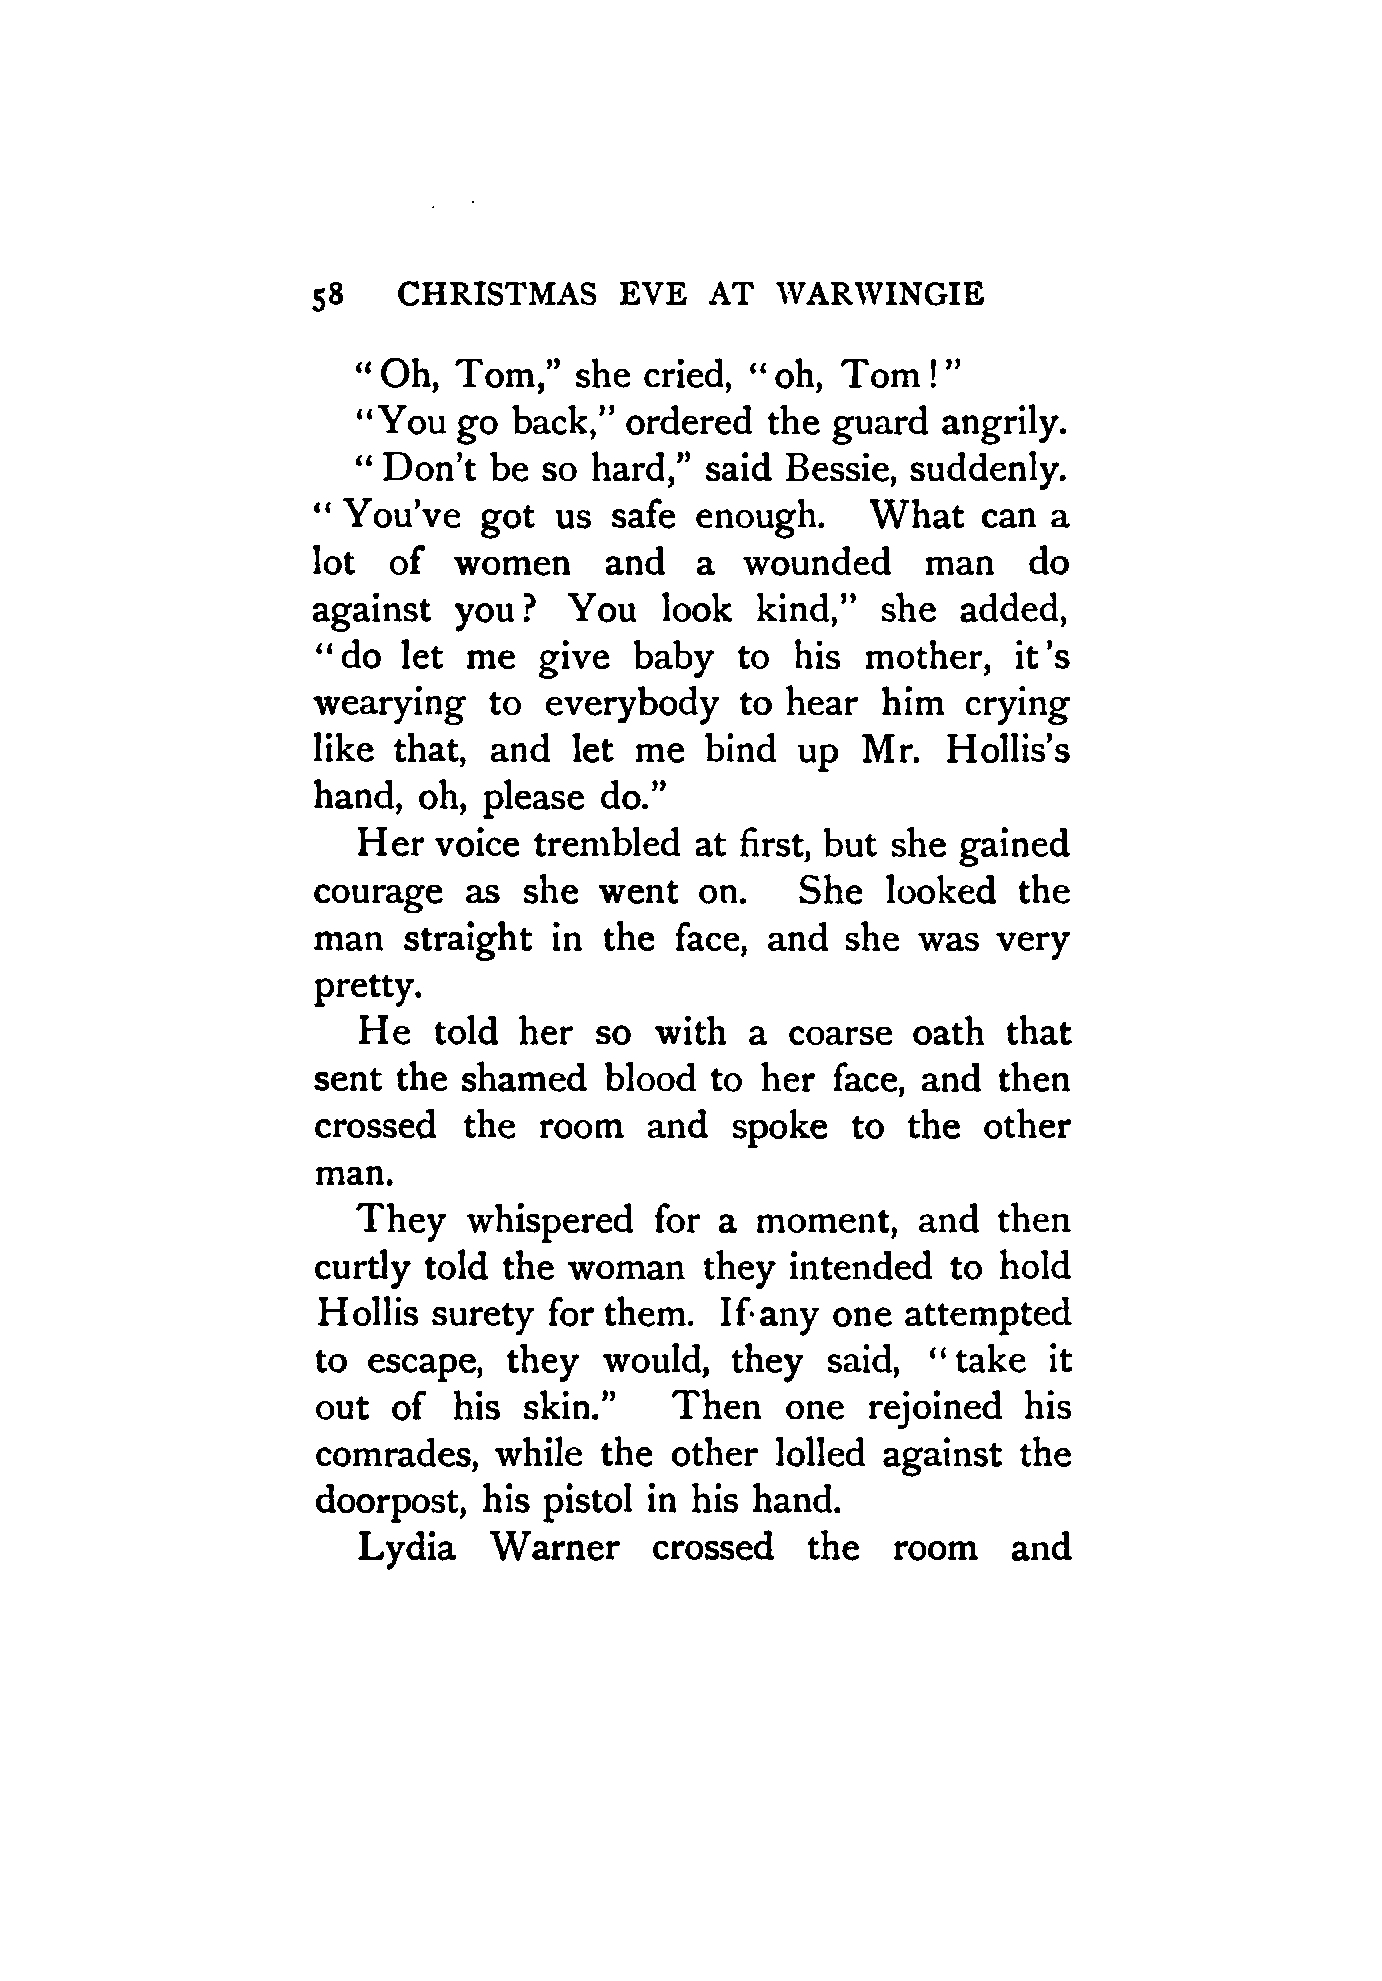 58 CHRISTMAS EVE AT WARWINGIE
"Oh, Tom," she cried, "oh, Tom!"
"You go back," ordered the guard angrily.
"Don't be so hard," said Bessie, suddenly.
"You've got us safe enough. What can a
lot of women and a wounded man do
against you? You look kind," she added,
"do let me give baby to his mother, it's
wearying to everybody to hear him crying
like that, and let me bind up Mr. Hollis's
hand, oh, please do."
Her voice trembled at first, but she gained
courage as she went on. She looked the
man straight in the face, and she was very
pretty.
He told her so with a coarse oath that
sent the shamed blood to her face, and then
crossed the room and spoke to the other
man.
They whispered for a moment, and then
curtly told the woman they intended to hold
Hollis surety for them. If any one attempted
to escape, they would, they said, "take it
out of his skin." Then one rejoined his
comrades, while the other lolled against the
doorpost, his pistol in his hand.
Lydia Warner crossed the room and